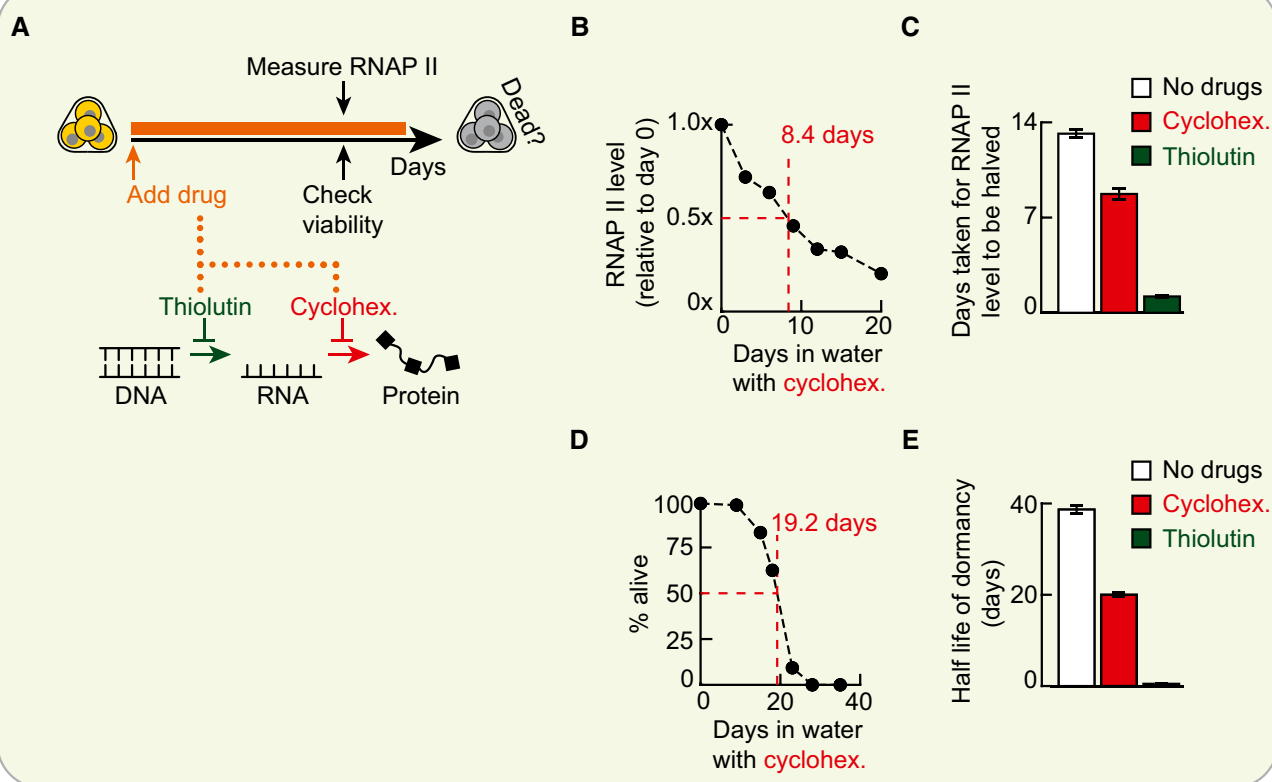 A
Measure RNAP II
Dead?
Days
Add drug
Check
viability
Thiolutin
Cyclohex.
DNA
RNA
Protein
B
RNAP II level
(relative to day 0)
1.0x
0.5x
0x
8.4 days
0
10
20
Days in water
with cyclohex.
C
Days taken for RNAP II
level to be halved
14
7
0
No drugs
Cyclohex.
Thiolutin
D
% alive
100
75
50
25
0
19.2 days
0
20
40
Days in water
with cyclohex.
E
Half life of dormancy
(days)
40
20
0
No drugs
Cyclohex.
Thiolutin